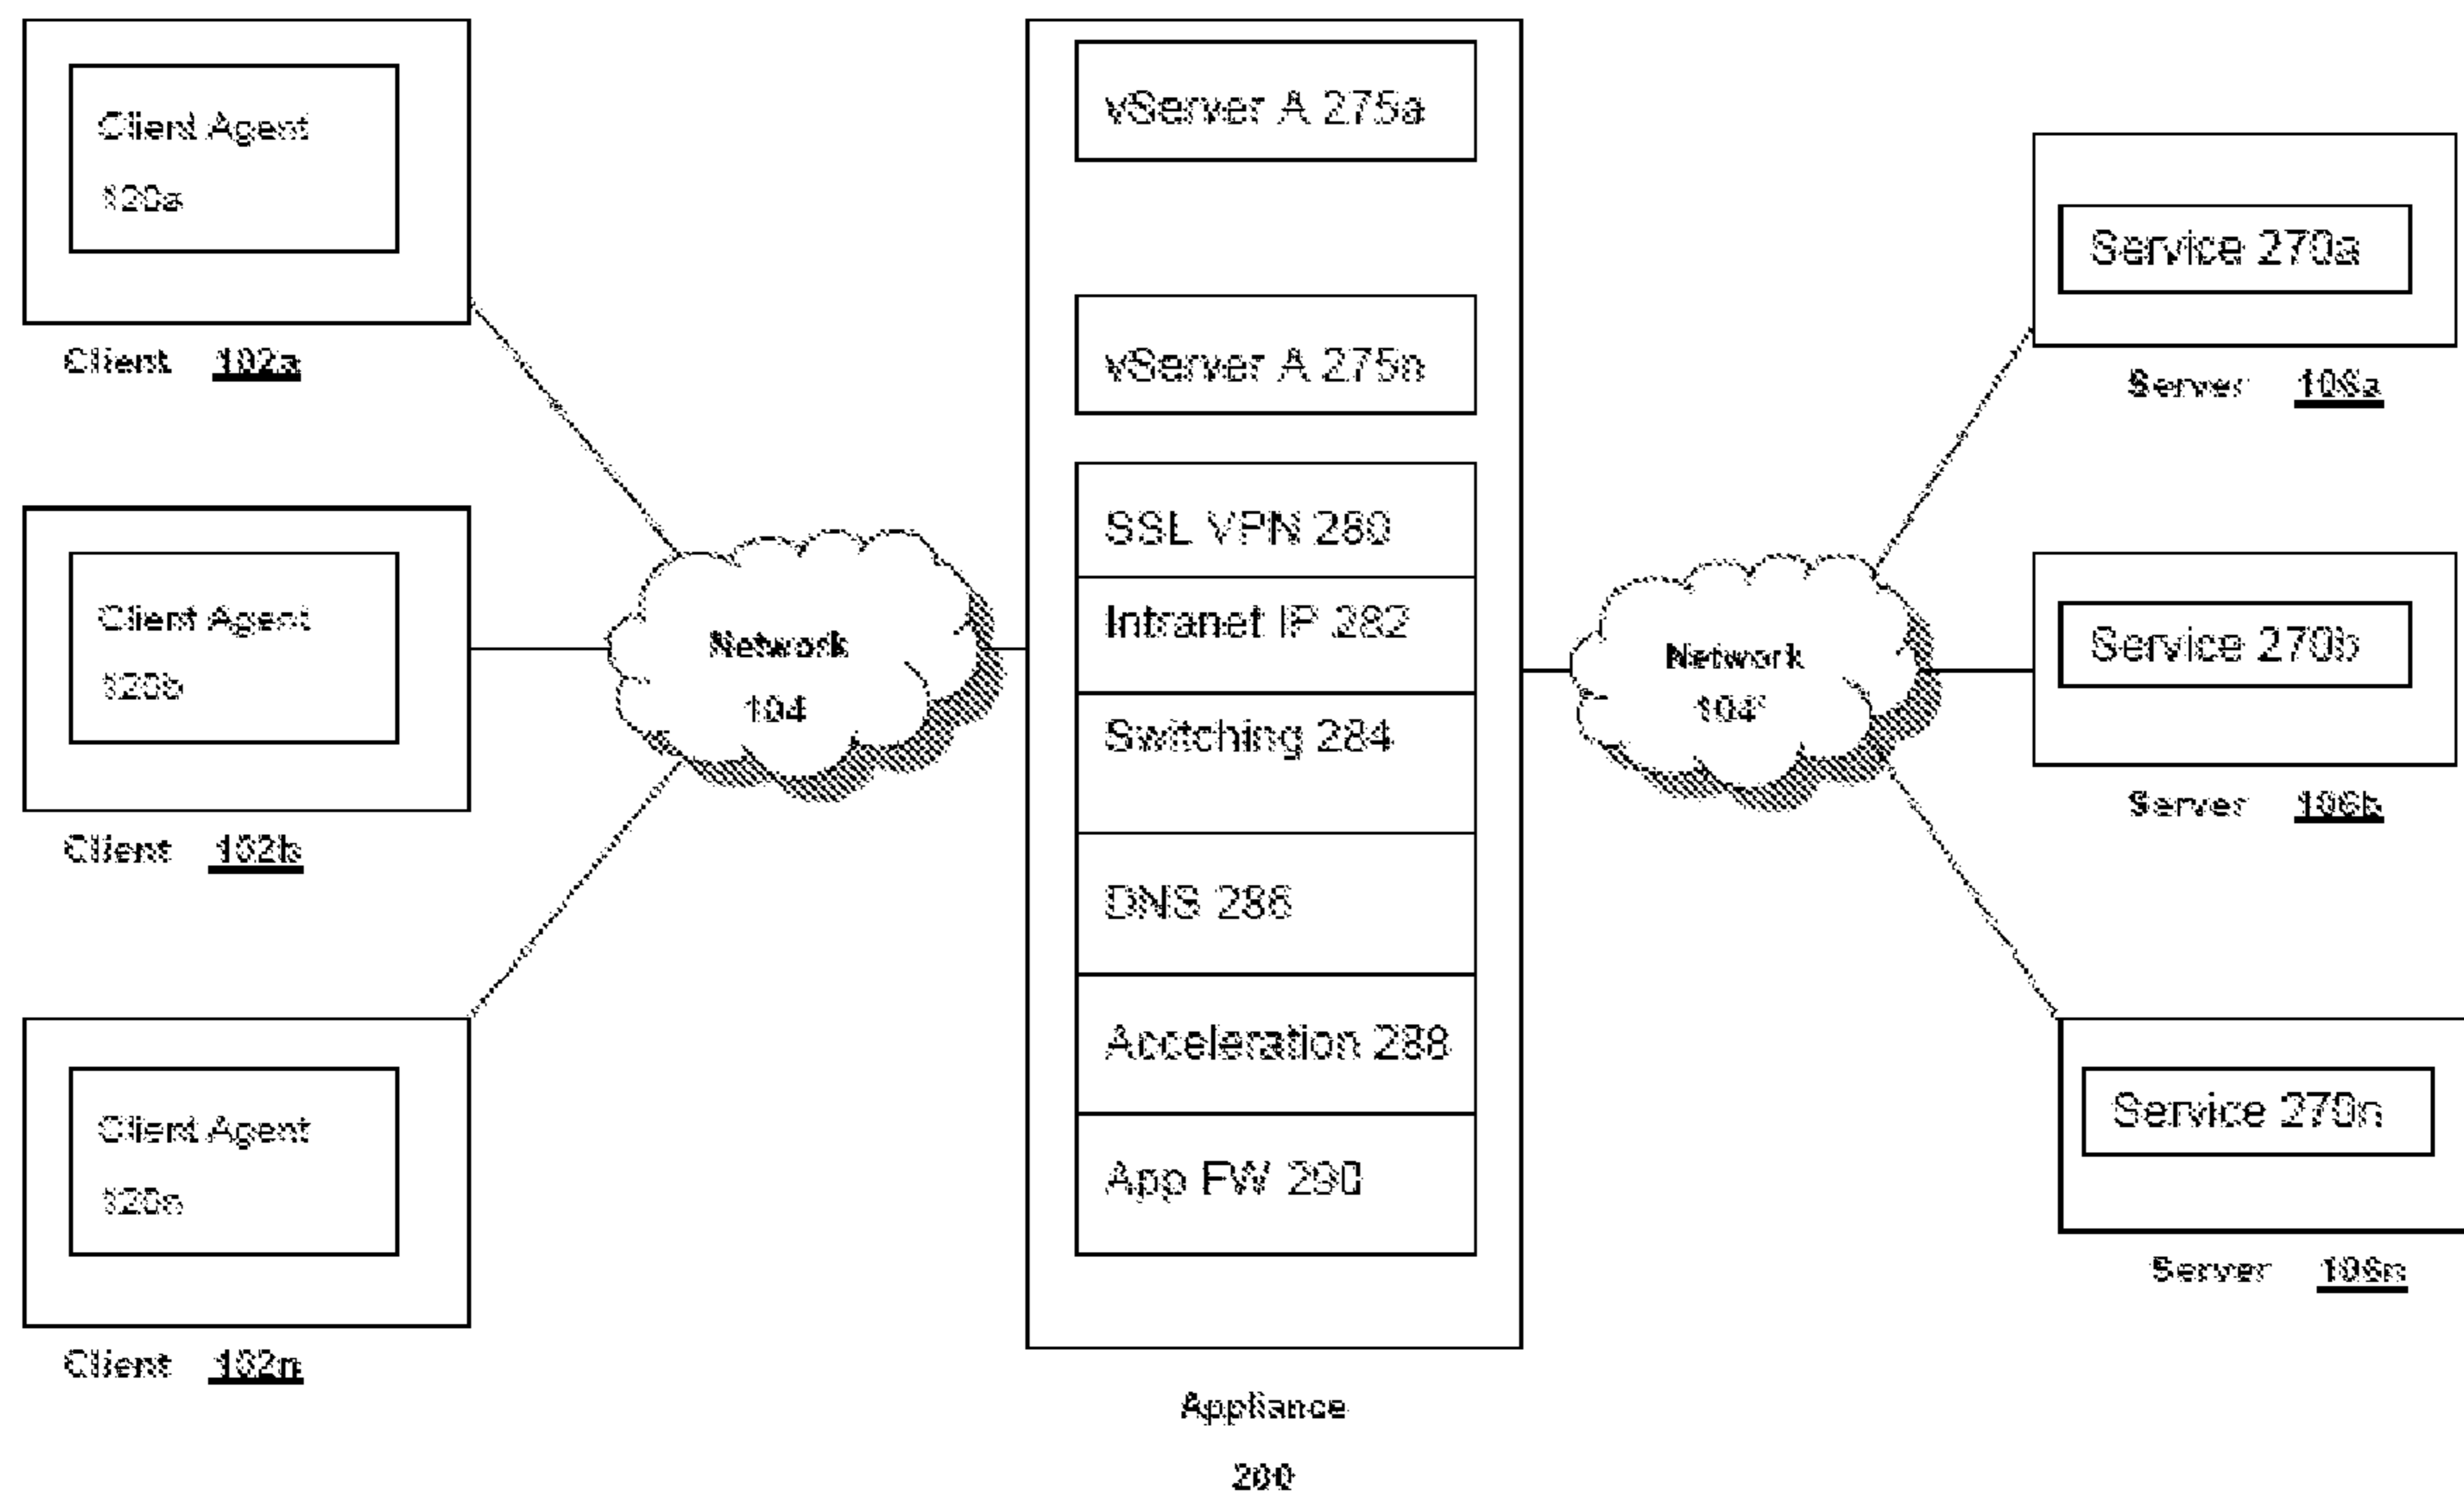 Client Agent
120a
Client 102a
Client Agent
120b
Client 102b
Client Agent
120n
Client 102n
Network
104
vServer A 275a
vServer A 275n
SSL VPN 280
Intranet IP 282
Switching 284
DNS 286
Acceleration 288
App FW 290
Appliance
200
Network
104'
Service 270a
Server 106a
Service 270b
Server 106b
Service 270n
Server 106n